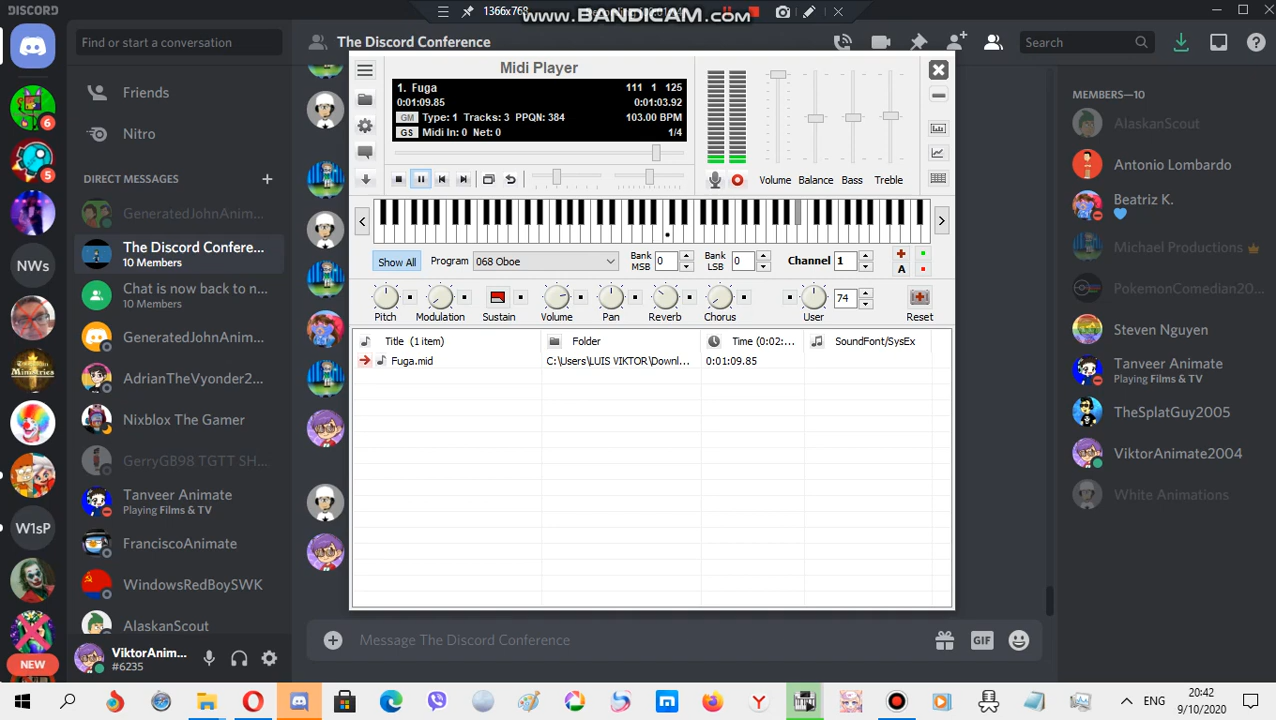 DISCORD
1366x768
www.BANDICAM.com
Find or start a conversation
The Discord Conference
Search
Friends
Nitro
DIRECT MESSAGES
GeneratedJohnAnim...
The Discord Confere...
10 Members
Chat is now back to n...
10 Members
GeneratedJohnAnim...
AdrianTheVyonder2...
Nixblox The Gamer
GerryGB98 TGTT SH...
Tanveer Animate
Playing Films & TV
FranciscoAnimate
WindowsRedBoySWK
AlaskanScout
ViktorAnim...
#6235
6
5
NWs
W1sP
NEW
Midi Player
1. Fuga
111 1 125
0:01:09.85
0:01:03.92
GM Type: 1 Tracks: 3 PPQN: 384
103.00 BPM
GS Midi In: 0 Net: 0
1/4
Volume Balance Bass Treble
Show All
Program
068 Oboe
Bank MSB
0
Bank LSB
0
Channel
1
A
Pitch Modulation Sustain Volume Pan Reverb Chorus User
74
Reset
Title (1 item)
Folder
Time (0:02:...
SoundFont/SysEx
Fuga.mid
C:\Users\LUIS VIKTOR\Downl...
0:01:09.85
Message The Discord Conference
GIF
MEMBERS—10
AlaskanScout
Antonio Lombardo
Beatriz K.
Michael Productions
PokemonComedian20...
Steven Nguyen
Tanveer Animate
Playing Films & TV
TheSplatGuy2005
ViktorAnimate2004
White Animations
ENG
20:42
9/10/2020